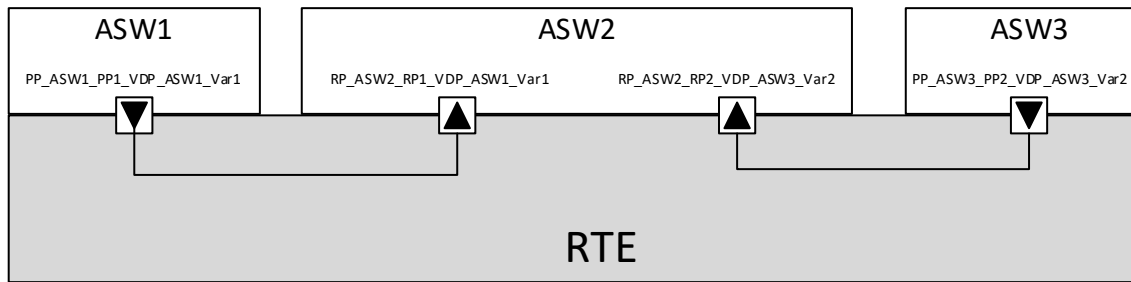 ASW1
ASW2
ASW3
PP_ASW1_PP1_VDP_ASW1_Var1
RP_ASW2_RP1_VDP_ASW1_Var1
RP_ASW2_RP2_VDP_ASW3_Var2
PP_ASW3_PP2_VDP_ASW3_Var2
RTE